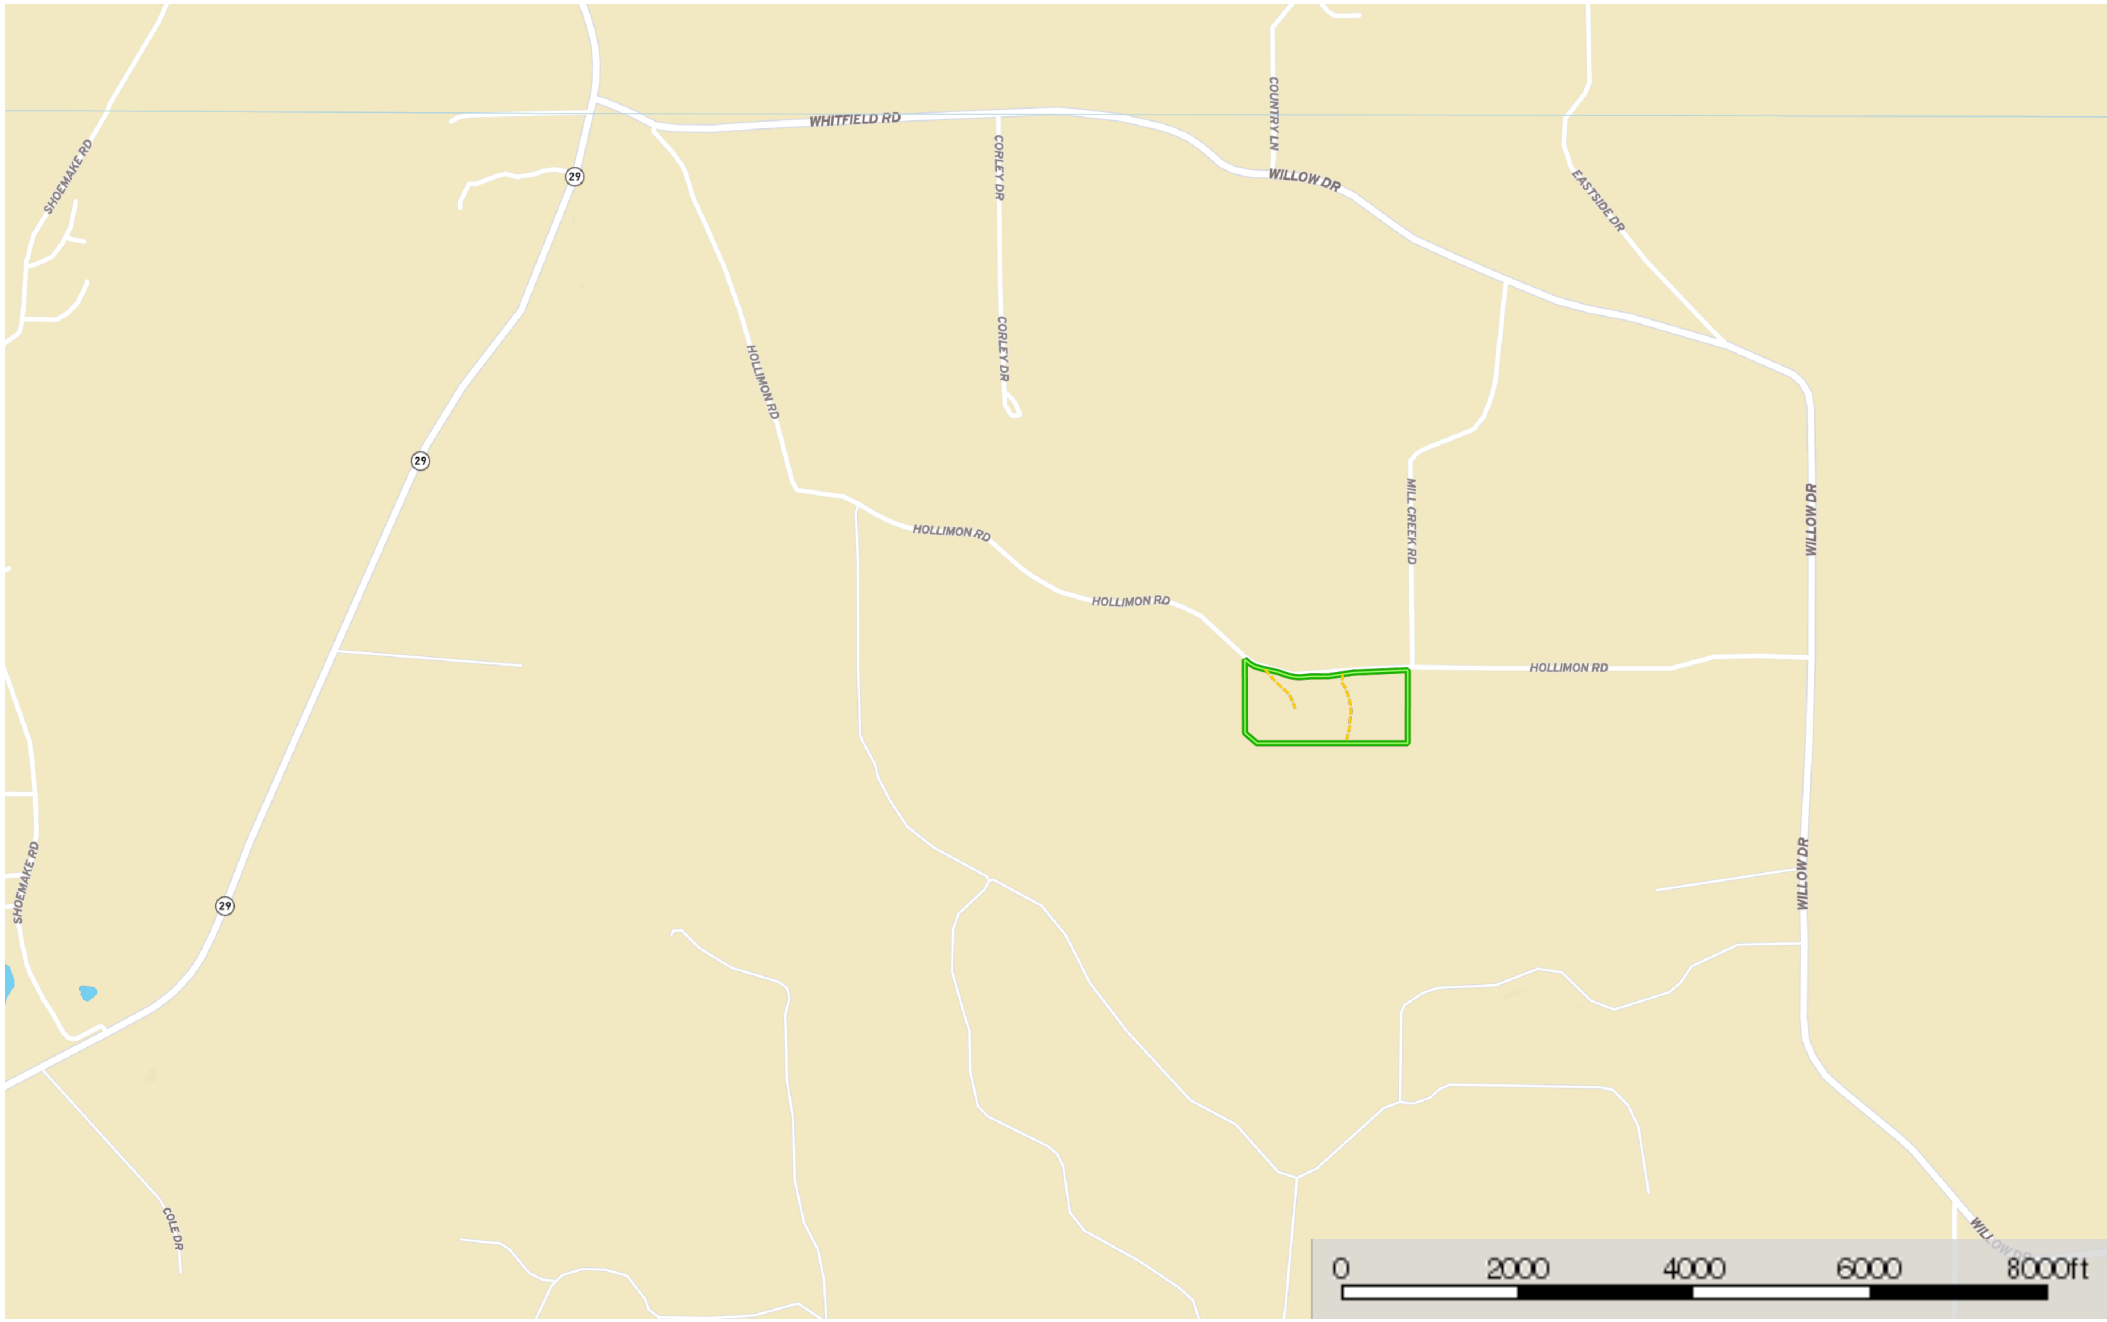 COUNTRY LN
WHITFIELD RD
SHOEMAKE RD
CORLEY DR
29
WILLOW DR
EASTSIDE DR
CORLEY DR
HOLLIMON RD
29
MILL CREEK RD
WILLOW DR
HOLLIMON RD
HOLLIMON RD
HOLLIMON RD
SHOEMAKE RD
WILLOW DR
29
COLE DR
WILLOW DR
0 2000 4000 6000 8000ft